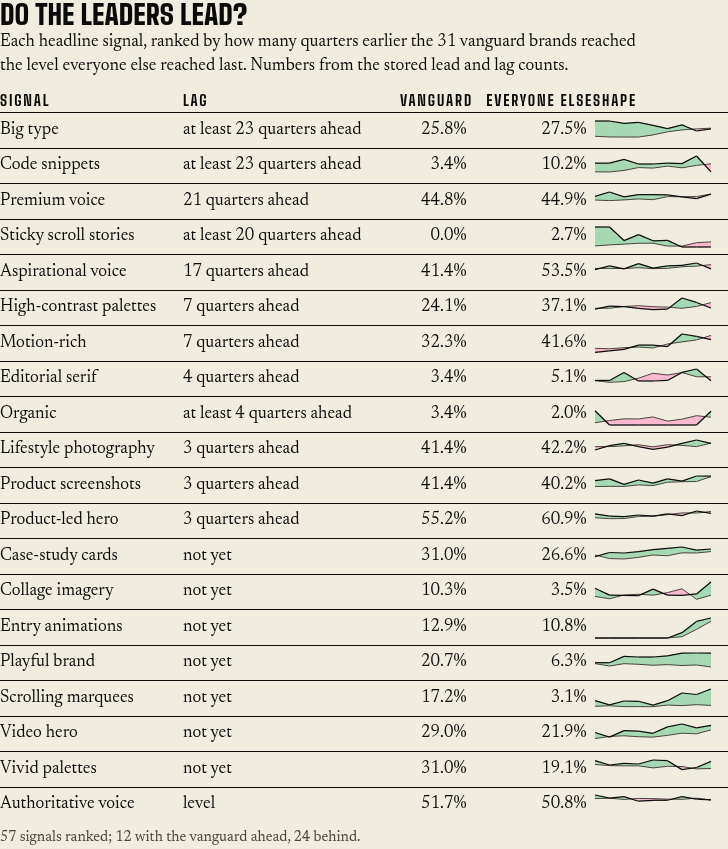 DO THE LEADERS LEAD?
Each headline signal, ranked by how many quarters earlier the 31 vanguard brands reached
the level everyone else reached last. Numbers from the stored lead and lag counts.
SIGNAL LAG VANGUARD EVERYONE ELSE SHAPE
Big type at least 23 quarters ahead 25.8% 27.5%
Code snippets at least 23 quarters ahead 3.4% 10.2%
Premium voice 21 quarters ahead 44.8% 44.9%
Sticky scroll stories at least 20 quarters ahead 0.0% 2.7%
Aspirational voice 17 quarters ahead 41.4% 53.5%
High-contrast palettes 7 quarters ahead 24.1% 37.1%
Motion-rich 7 quarters ahead 32.3% 41.6%
Editorial serif 4 quarters ahead 3.4% 5.1%
Organic at least 4 quarters ahead 3.4% 2.0%
Lifestyle photography 3 quarters ahead 41.4% 42.2%
Product screenshots 3 quarters ahead 41.4% 40.2%
Product-led hero 3 quarters ahead 55.2% 60.9%
Case-study cards not yet 31.0% 26.6%
Collage imagery not yet 10.3% 3.5%
Entry animations not yet 12.9% 10.8%
Playful brand not yet 20.7% 6.3%
Scrolling marquees not yet 17.2% 3.1%
Video hero not yet 29.0% 21.9%
Vivid palettes not yet 31.0% 19.1%
Authoritative voice level 51.7% 50.8%
57 signals ranked; 12 with the vanguard ahead, 24 behind.